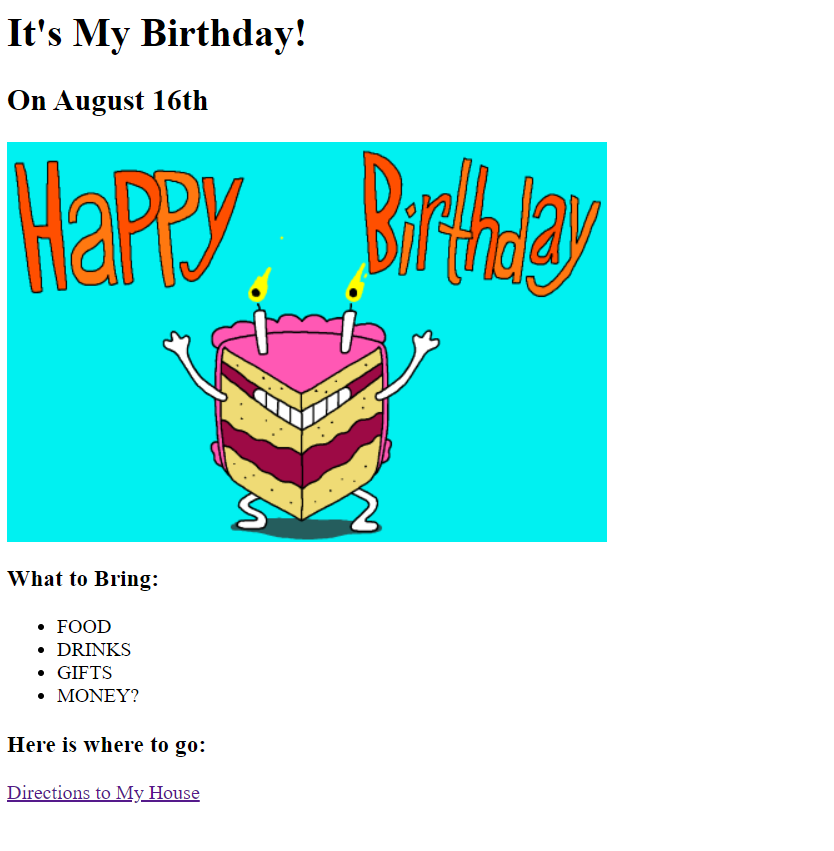 It's My Birthday!
On August 16th
Happy Birthday
What to Bring:
FOOD
DRINKS
GIFTS
MONEY?
Here is where to go:
Directions to My House